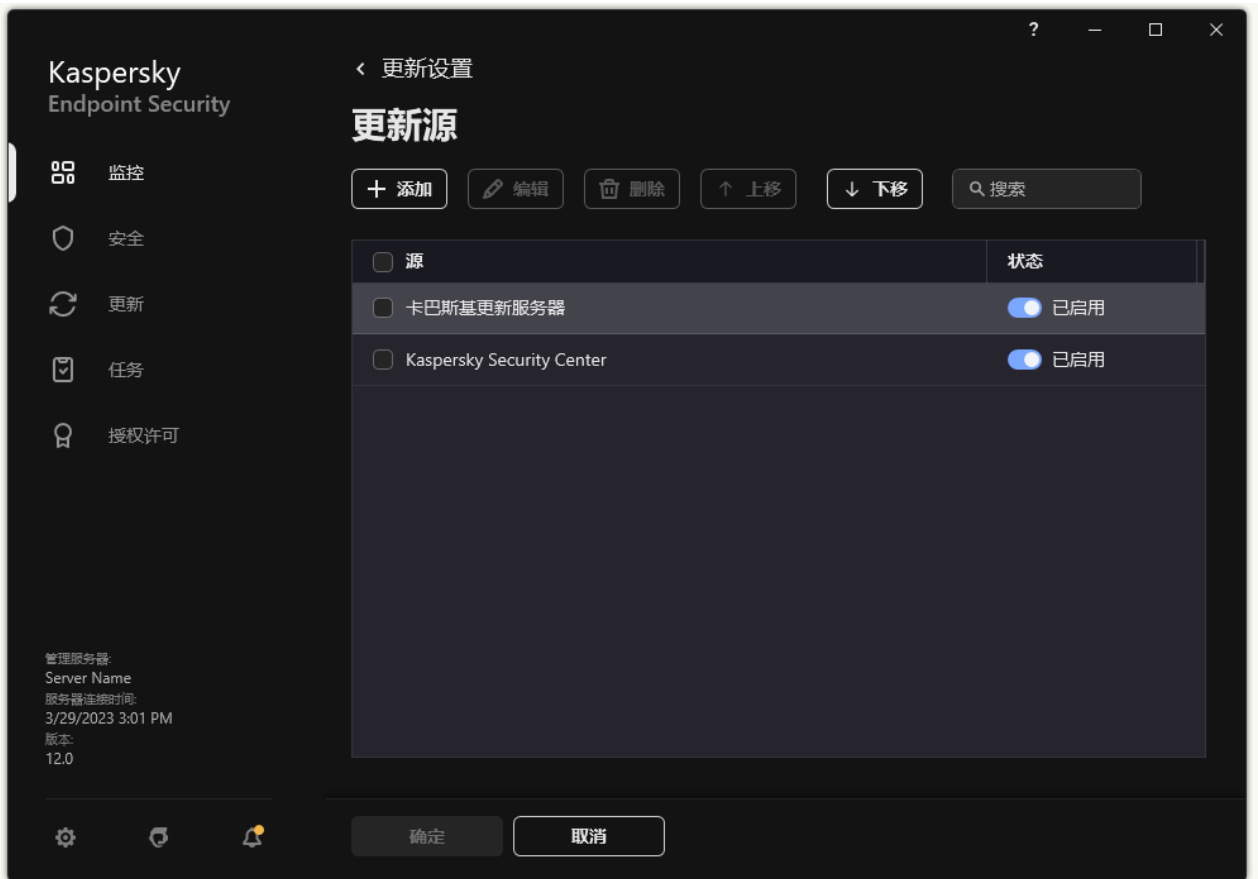 ?
Kaspersky
Endpoint Security
监控
安全
更新
任务
授权许可
管理服务器:
Server Name
服务器连接时间:
3/29/2023 3:01 PM
版本:
12.0
更新设置
更新源
添加 编辑 删除 上移 下移 搜索
源 状态
卡巴斯基更新服务器 已启用
Kaspersky Security Center 已启用
确定 取消